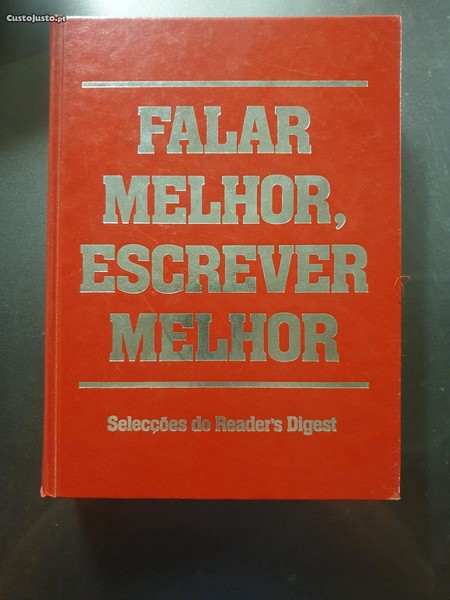 CustoJusto.pt
FALAR
MELHOR,
ESCREVER
MELHOR
Selecções do Reader's Digest